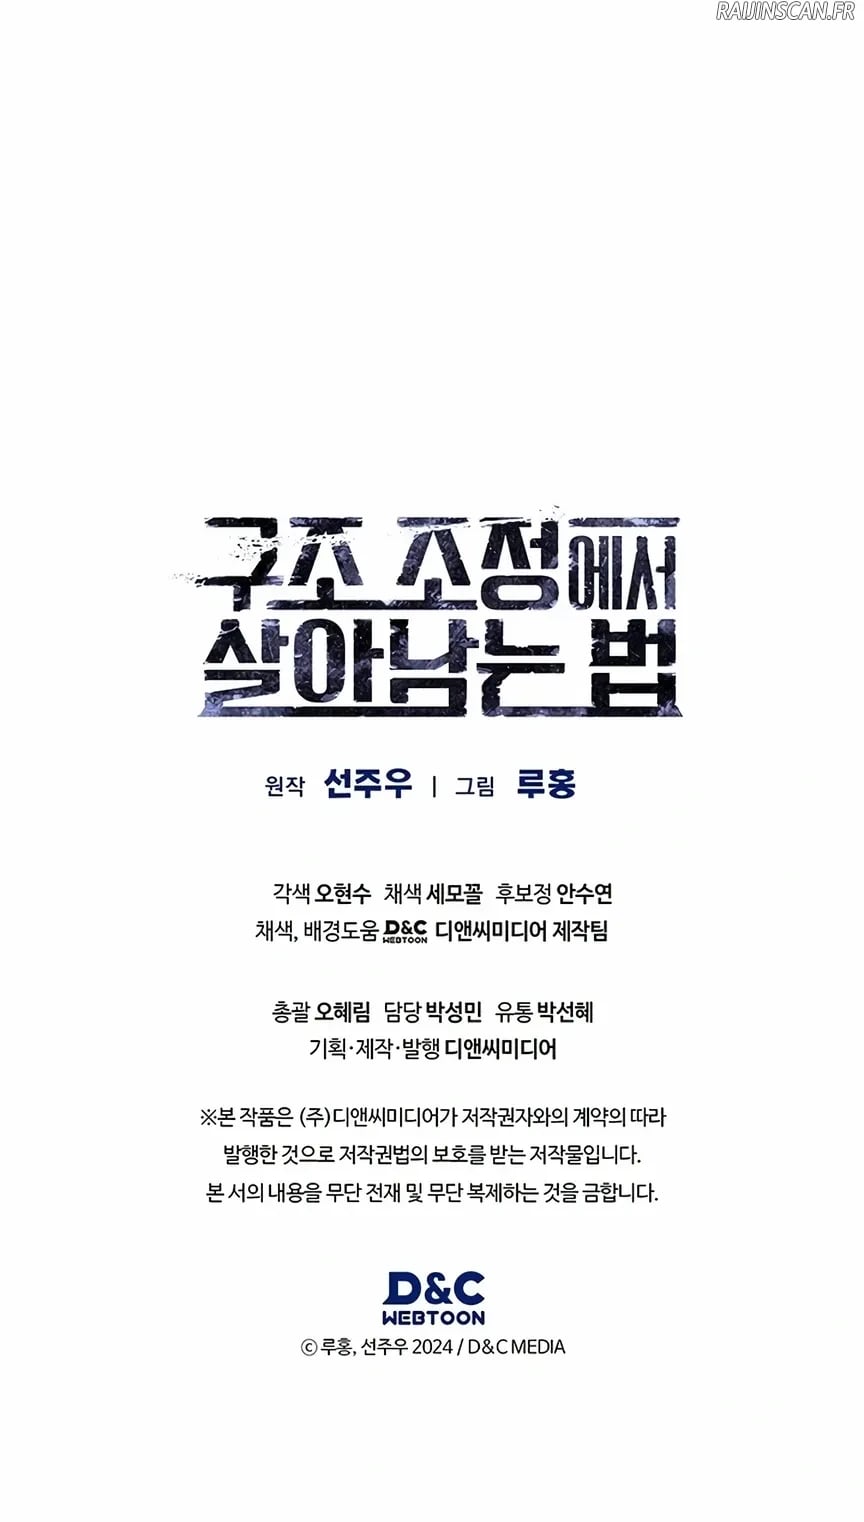 RAIJINSCAN.FR
구조 조정에서
살아남는 법
원작 선주우 | 그림 루홍
각색 오현수 채색 세모꼴 후보정 안수연
채색, 배경도움 D&C WEBTOON 디앤씨미디어 제작팀
총괄 오혜림 담당 박성민 유통 박선혜
기획·제작·발행 디앤씨미디어
※본 작품은 (주)디앤씨미디어가 저작권자와의 계약의 따라
발행한 것으로 저작권법의 보호를 받는 저작물입니다.
본 서의 내용을 무단 전재 및 무단 복제하는 것을 금합니다.
D&C
WEBTOON
ⓒ 루홍, 선주우 2024 / D&C MEDIA